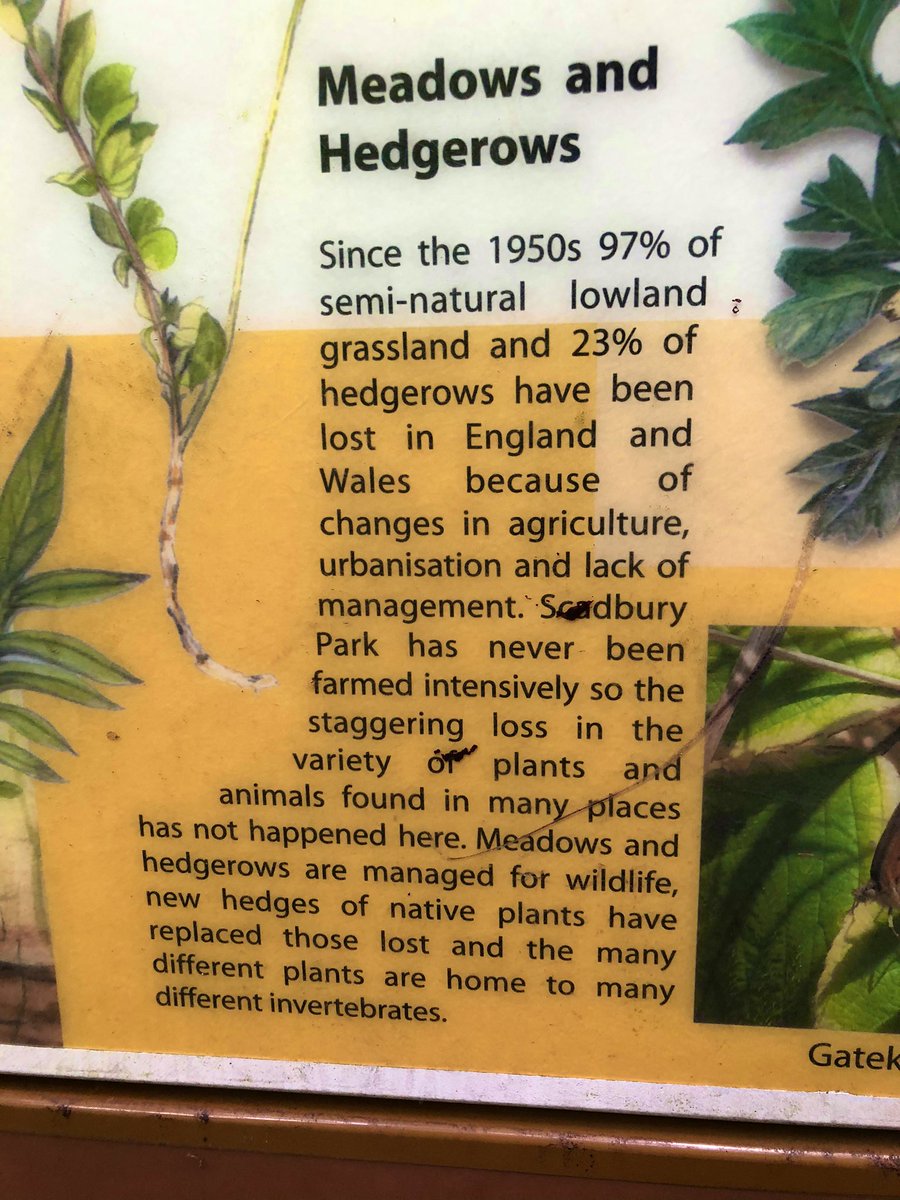 Meadows and
Hedgerows
Since the 1950s 97% of
semi-natural lowland
grassland and 23% of
hedgerows have been
lost in England and
Wales because of
changes in agriculture,
urbanisation and lack of
management. Scadbury
Park has never been
farmed intensively so the
staggering loss in the
variety of plants and
animals found in many places
has not happened here. Meadows and
hedgerows are managed for wildlife,
new hedges of native plants have
replaced those lost and the many
different plants are home to many
different invertebrates.
Gatek